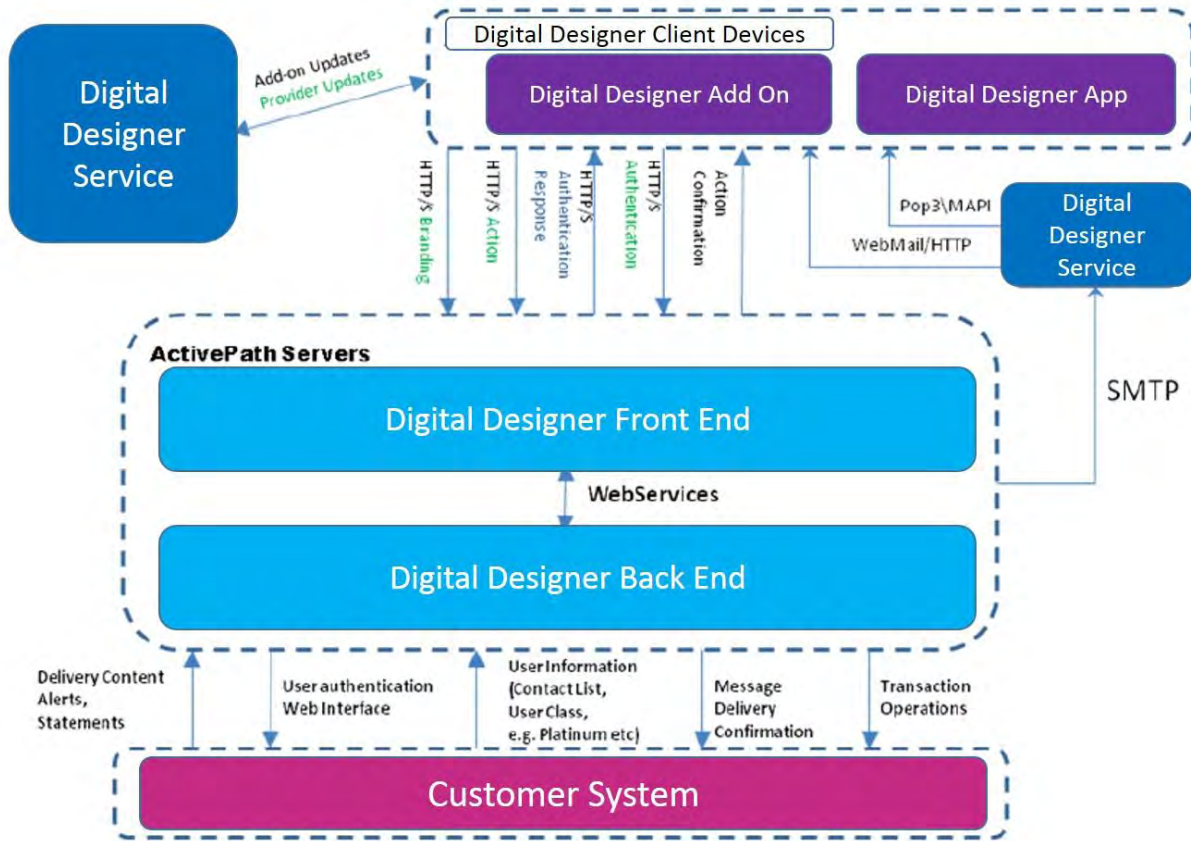 Digital Designer Client Devices
Digital
Designer
Service
Add-on Updates
Provider Updates
Digital Designer Add On
Digital Designer App
HTTP/S Branding
HTTP/S Action
HTTP/S
Authentication
Response
HTTP/S
Authentication
Action
Confirmation
Pop3\MAPI
WebMail/HTTP
Digital
Designer
Service
SMTP
ActivePath Servers
Digital Designer Front End
WebServices
Digital Designer Back End
Delivery Content
Alerts,
Statements
User authentication
Web Interface
User Information
(Contact List,
User Class,
e.g. Platinum etc)
Message
Delivery
Confirmation
Transaction
Operations
Customer System